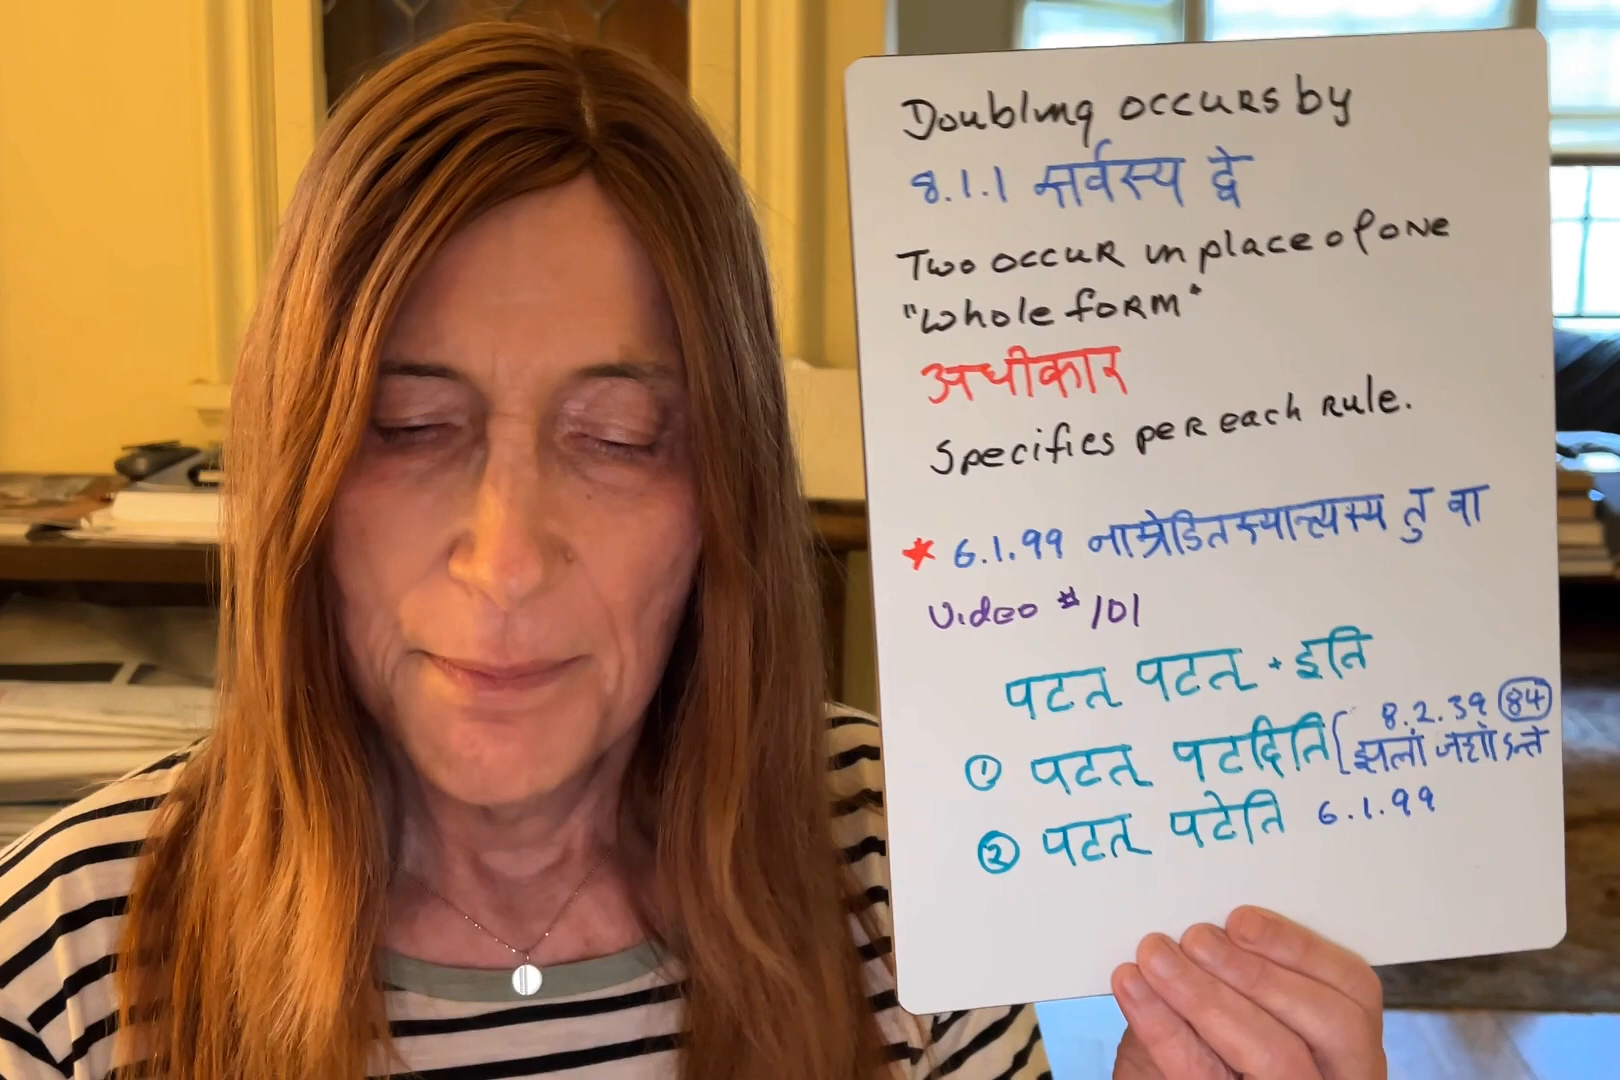 Doubling occurs by
8.1.1 सर्वस्य द्वे
Two occur in place of one
"whole form"
अधीकार
Specifics per each rule.
* 6.1.99 नाम्रेडितस्यान्त्यस्य तु वा
Video #101
पटत् पटत् + इति
① पटत् पटदिति [ 8.2.39 84
झलां जशोऽन्ते
② पटत् पटेति 6.1.99